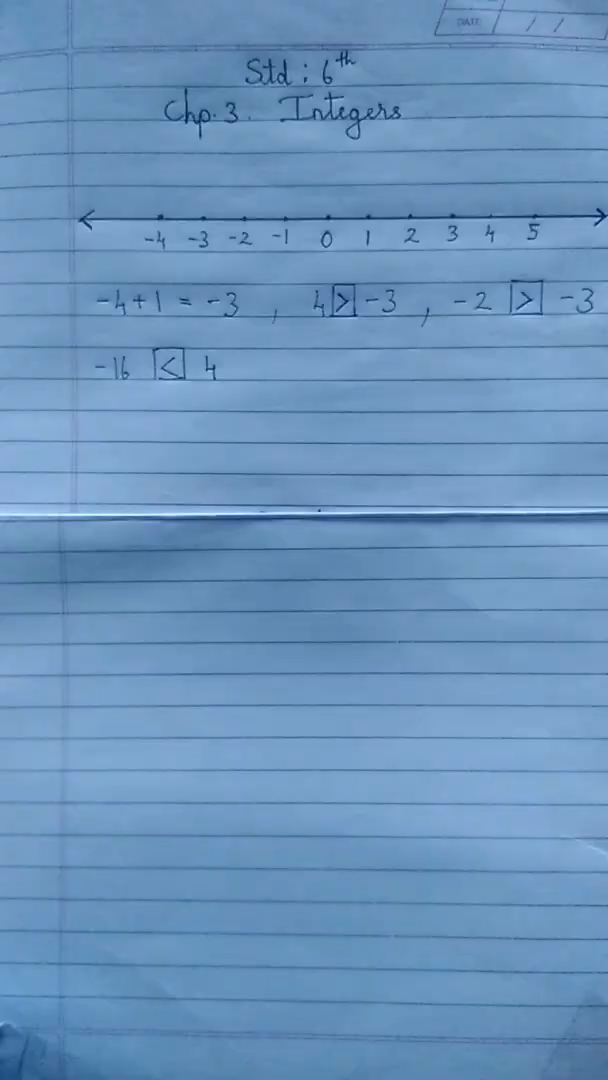 DATE / /
Std : 6th
Chp. 3. Integers
-4 -3 -2 -1 0 1 2 3 4 5
-4+1 = -3 , 4 > -3 , -2 > -3
-16 < 4